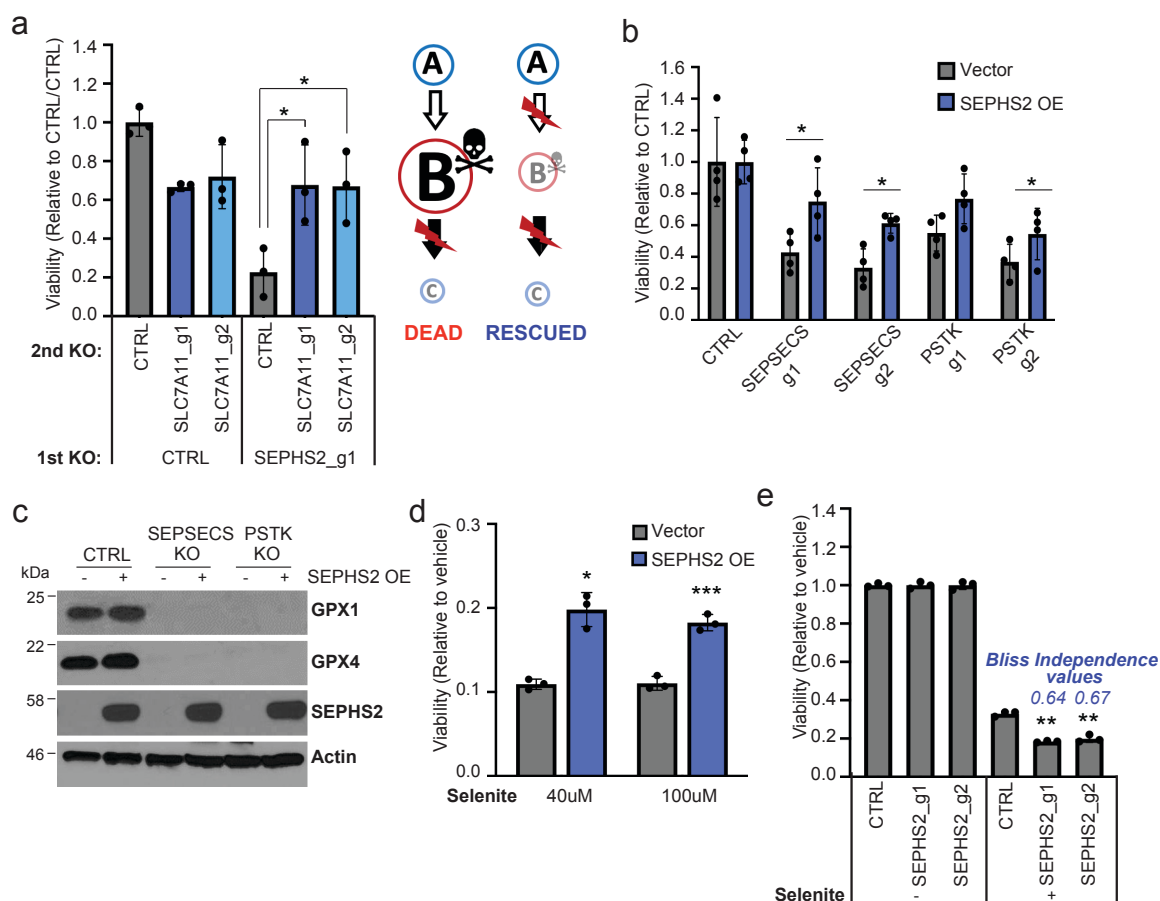 a
Viability (Relative to CTRL/CTRL)
1.4
1.2
1.0
0.8
0.6
0.4
0.2
0.0
*
*
2nd KO:
CTRL
SLC7A11_g1
SLC7A11_g2
CTRL
SLC7A11_g1
SLC7A11_g2
1st KO:
CTRL
SEPHS2_g1
A
B
C
DEAD
A
B
C
RESCUED
b
Viability (Relative to CTRL)
1.6
1.4
1.2
1.0
0.8
0.6
0.4
0.2
0.0
Vector
SEPHS2 OE
*
*
*
CTRL
SEPSECS
g1
SEPSECS
g2
PSTK
g1
PSTK
g2
c
kDa
CTRL
SEPSECS
KO
PSTK
KO
- + - + - + SEPHS2 OE
25
GPX1
22
GPX4
58
SEPHS2
46
Actin
d
Viability (Relative to vehicle)
0.3
0.2
0.1
0.0
Vector
SEPHS2 OE
*
***
Selenite 40uM 100uM
e
Viability (Relative to vehicle)
1.4
1.2
1.0
0.8
0.6
0.4
0.2
0.0
Bliss Independence
values
0.64 0.67
** **
CTRL
SEPHS2_g1
SEPHS2_g2
CTRL
SEPHS2_g1
SEPHS2_g2
Selenite - +